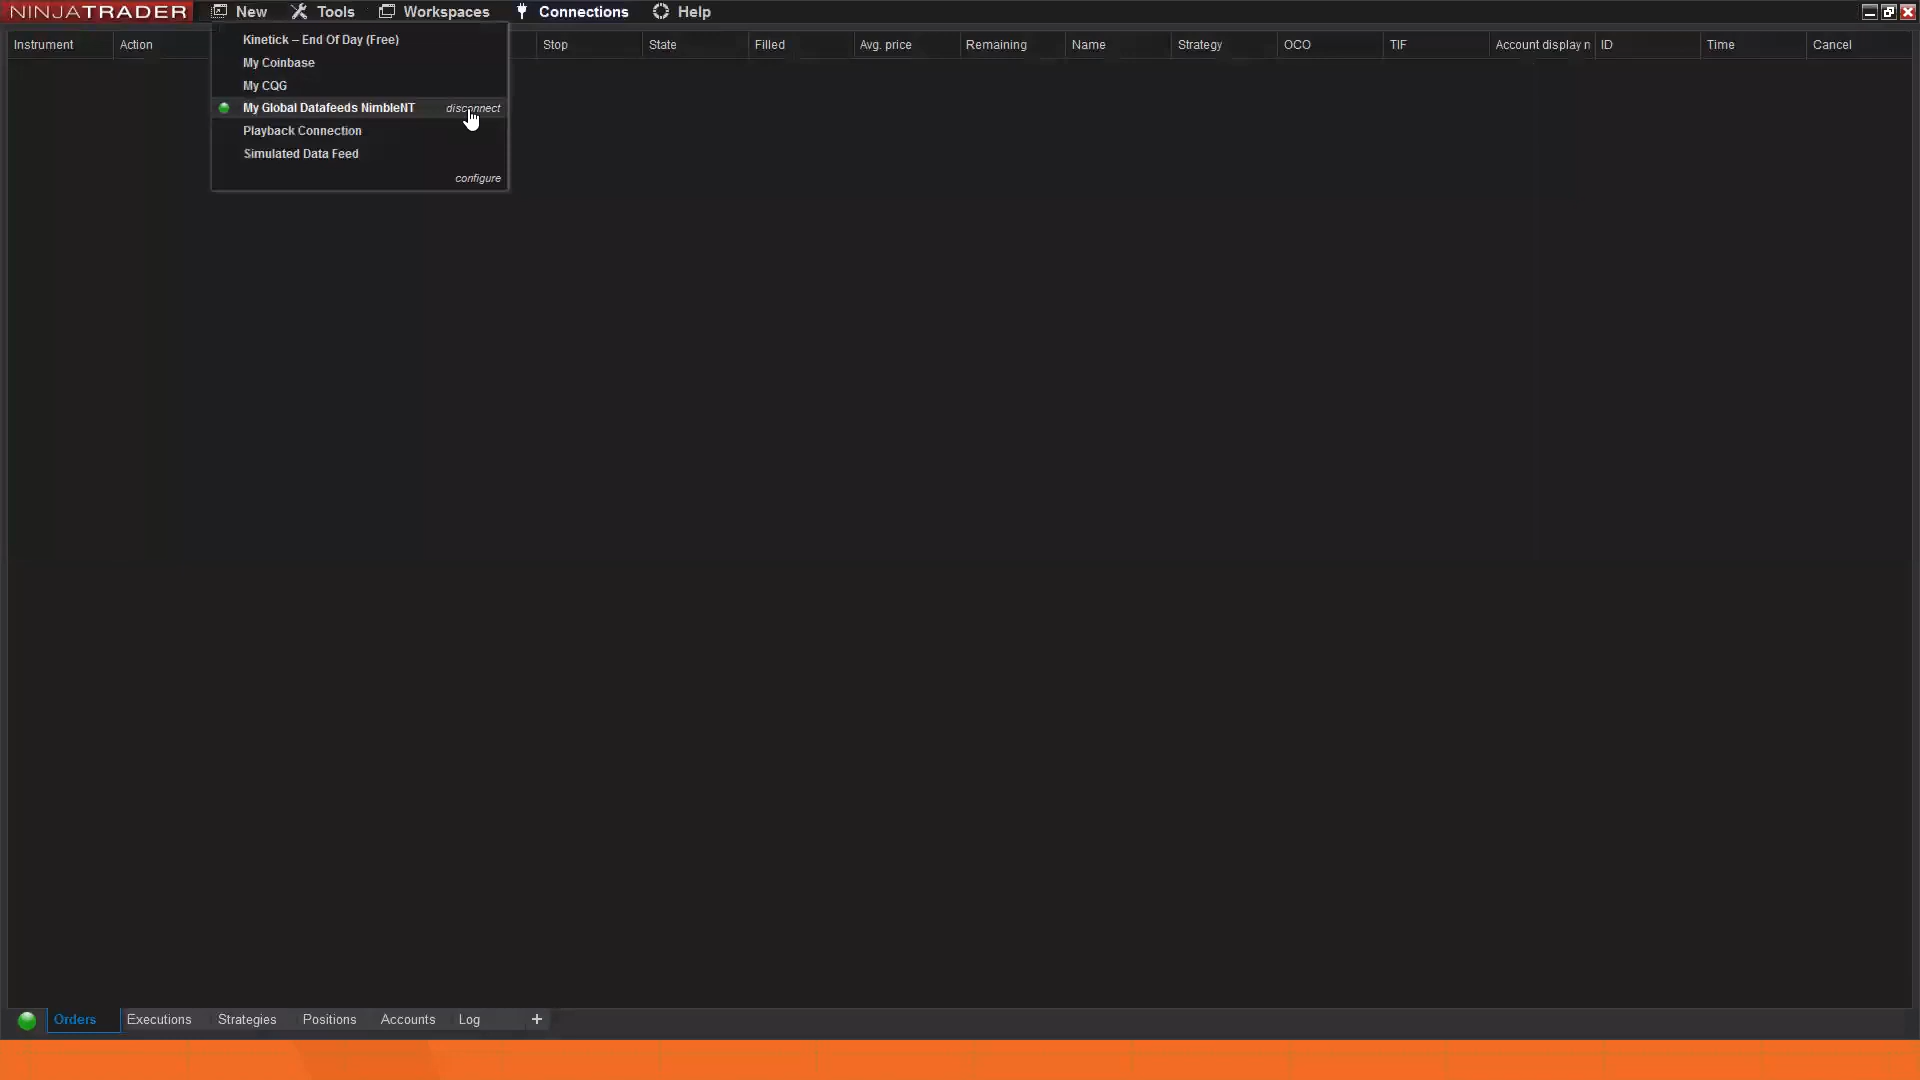 NINJATRADER New Tools Workspaces Connections Help
Instrument Action Stop State Filled Avg. price Remaining Name Strategy OCO TIF Account display n ID Time Cancel
Kinetick – End Of Day (Free)
My Coinbase
My CQG
My Global Datafeeds NimbleNT disconnect
Playback Connection
Simulated Data Feed
configure
Orders Executions Strategies Positions Accounts Log +